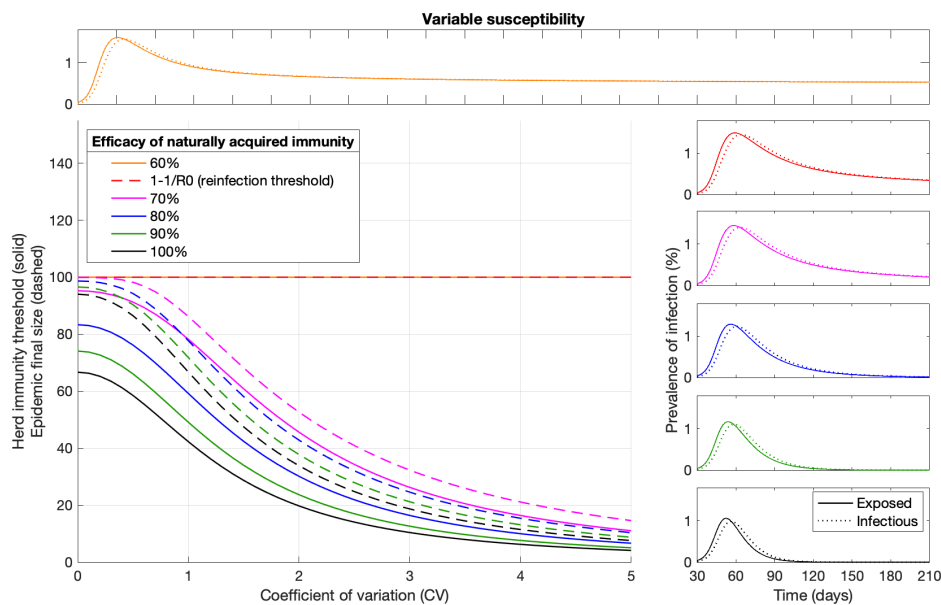 Variable susceptibility
1
0
Efficacy of naturally acquired immunity
60%
1-1/R0 (reinfection threshold)
70%
80%
90%
100%
Herd immunity threshold (solid)
Epidemic final size (dashed)
140
120
100
80
60
40
20
0
0 1 2 3 4 5
Coefficient of variation (CV)
Prevalence of infection (%)
1
0
1
0
1
0
1
0
1
0
Exposed
Infectious
30 60 90 120 150 180 210
Time (days)